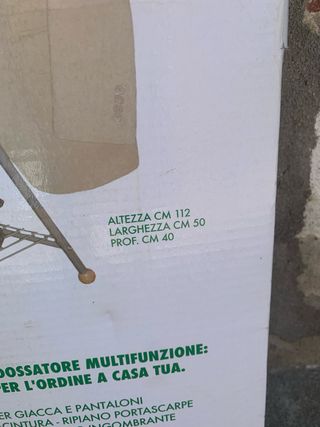 ALTEZZA CM 112
LARGHEZZA CM 50
PROF. CM 40
DOSSATORE MULTIFUNZIONE:
PER L'ORDINE A CASA TUA.
ER GIACCA E PANTALONI
CINTURA - RIPIANO PORTASCARPE
INGOMBRANTE